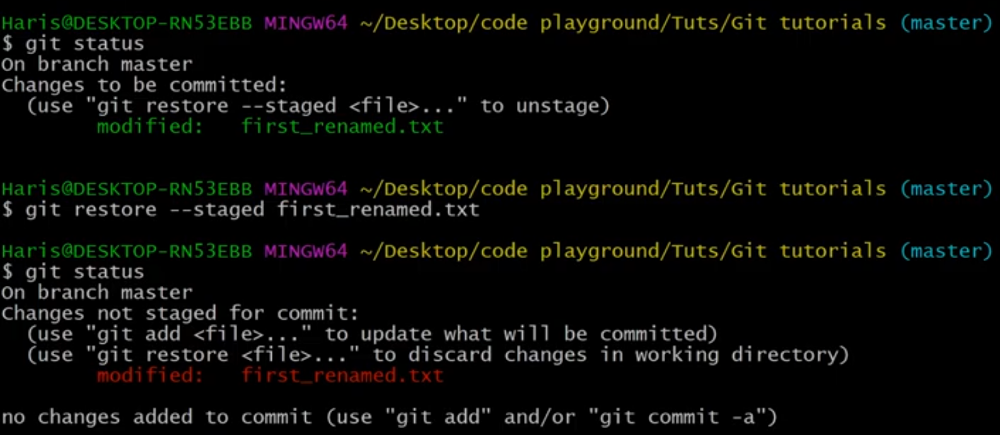 Haris@DESKTOP-RN53EBB MINGW64 ~/Desktop/code playground/Tuts/Git tutorials (master)
$ git status
On branch master
Changes to be committed:
  (use "git restore --staged <file>..." to unstage)
        modified:   first_renamed.txt
Haris@DESKTOP-RN53EBB MINGW64 ~/Desktop/code playground/Tuts/Git tutorials (master)
$ git restore --staged first_renamed.txt
Haris@DESKTOP-RN53EBB MINGW64 ~/Desktop/code playground/Tuts/Git tutorials (master)
$ git status
On branch master
Changes not staged for commit:
  (use "git add <file>..." to update what will be committed)
  (use "git restore <file>..." to discard changes in working directory)
        modified:   first_renamed.txt
no changes added to commit (use "git add" and/or "git commit -a")